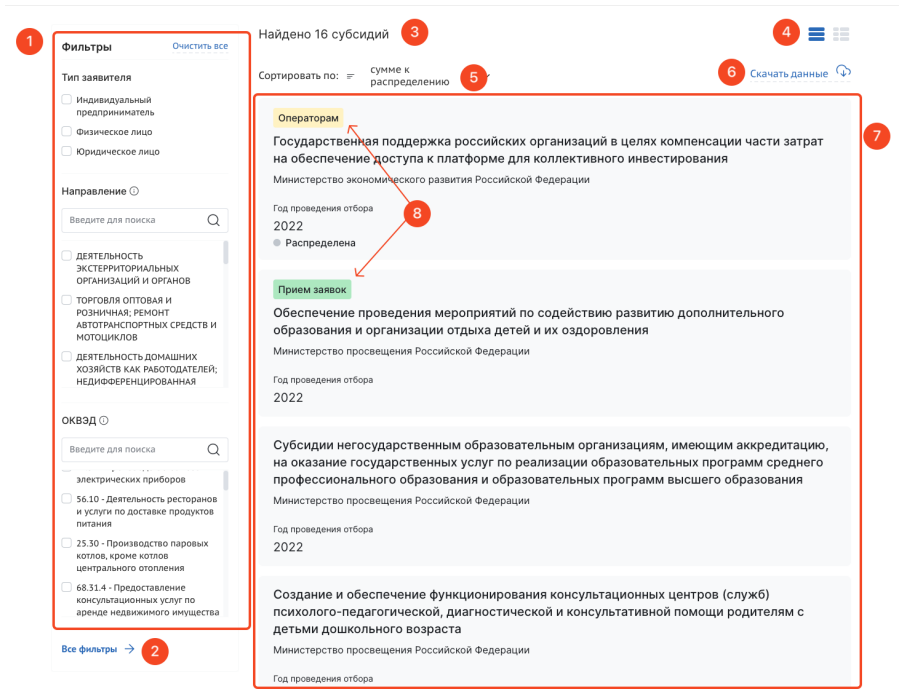 1
Фильтры
Очистить все
Тип заявителя
Индивидуальный
предприниматель
Физическое лицо
Юридическое лицо
Направление
Введите для поиска
ДЕЯТЕЛЬНОСТЬ
ЭКСТЕРРИТОРИАЛЬНЫХ
ОРГАНИЗАЦИЙ И ОРГАНОВ
ТОРГОВЛЯ ОПТОВАЯ И
РОЗНИЧНАЯ; РЕМОНТ
АВТОТРАНСПОРТНЫХ СРЕДСТВ И
МОТОЦИКЛОВ
ДЕЯТЕЛЬНОСТЬ ДОМАШНИХ
ХОЗЯЙСТВ КАК РАБОТОДАТЕЛЕЙ;
НЕДИФФЕРЕНЦИРОВАННАЯ
ОКВЭД
Введите для поиска
электрических приборов
56.10 - Деятельность ресторанов
и услуги по доставке продуктов
питания
25.30 - Производство паровых
котлов, кроме котлов
центрального отопления
68.31.4 - Предоставление
консультационных услуг по
аренде недвижимого имущества
Все фильтры
2
Найдено 16 субсидий
3
4
Сортировать по:
сумме к
распределению
5
6
Скачать данные
7
Операторам
Государственная поддержка российских организаций в целях компенсации части затрат
на обеспечение доступа к платформе для коллективного инвестирования
Министерство экономического развития Российской Федерации
Год проведения отбора
2022
Распределена
8
Прием заявок
Обеспечение проведения мероприятий по содействию развитию дополнительного
образования и организации отдыха детей и их оздоровления
Министерство просвещения Российской Федерации
Год проведения отбора
2022
Субсидии негосударственным образовательным организациям, имеющим аккредитацию,
на оказание государственных услуг по реализации образовательных программ среднего
профессионального образования и образовательных программ высшего образования
Министерство просвещения Российской Федерации
Год проведения отбора
2022
Создание и обеспечение функционирования консультационных центров (служб)
психолого-педагогической, диагностической и консультативной помощи родителям с
детьми дошкольного возраста
Министерство просвещения Российской Федерации
Год проведения отбора